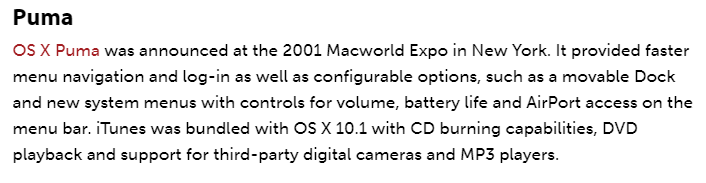 Puma
OS X Puma was announced at the 2001 Macworld Expo in New York. It provided faster
menu navigation and log-in as well as configurable options, such as a movable Dock
and new system menus with controls for volume, battery life and AirPort access on the
menu bar. iTunes was bundled with OS X 10.1 with CD burning capabilities, DVD
playback and support for third-party digital cameras and MP3 players.